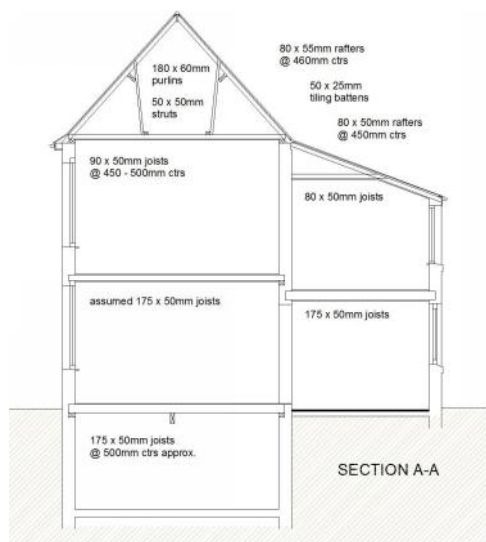 80 x 55mm rafters
@ 460mm ctrs
180 x 60mm
purlins
50 x 25mm
tiling battens
50 x 50mm
struts
80 x 50mm rafters
@ 450mm ctrs
90 x 50mm joists
@ 450 - 500mm ctrs
80 x 50mm joists
assumed 175 x 50mm joists
175 x 50mm joists
175 x 50mm joists
@ 500mm ctrs approx.
SECTION A-A